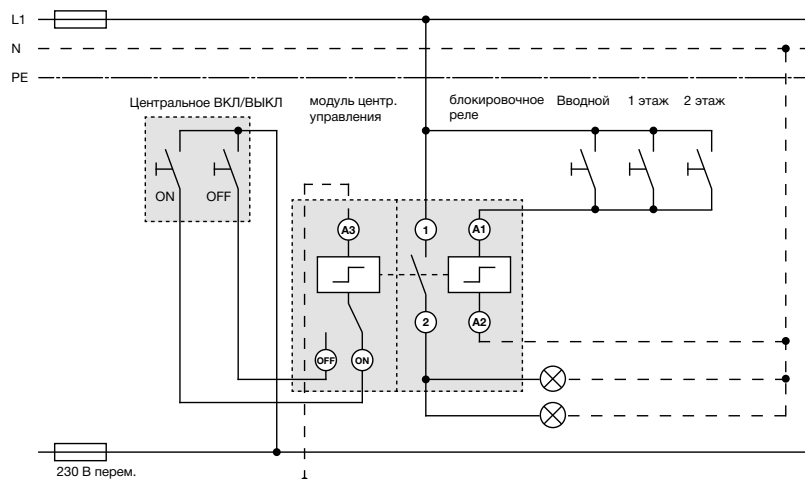 L1
N
PE
Центральное ВКЛ/ВЫКЛ
модуль центр.
управления
блокировочное
реле
Вводной
1 этаж
2 этаж
ON
OFF
A3
1
A1
2
A2
OFF
ON
230 В перем.